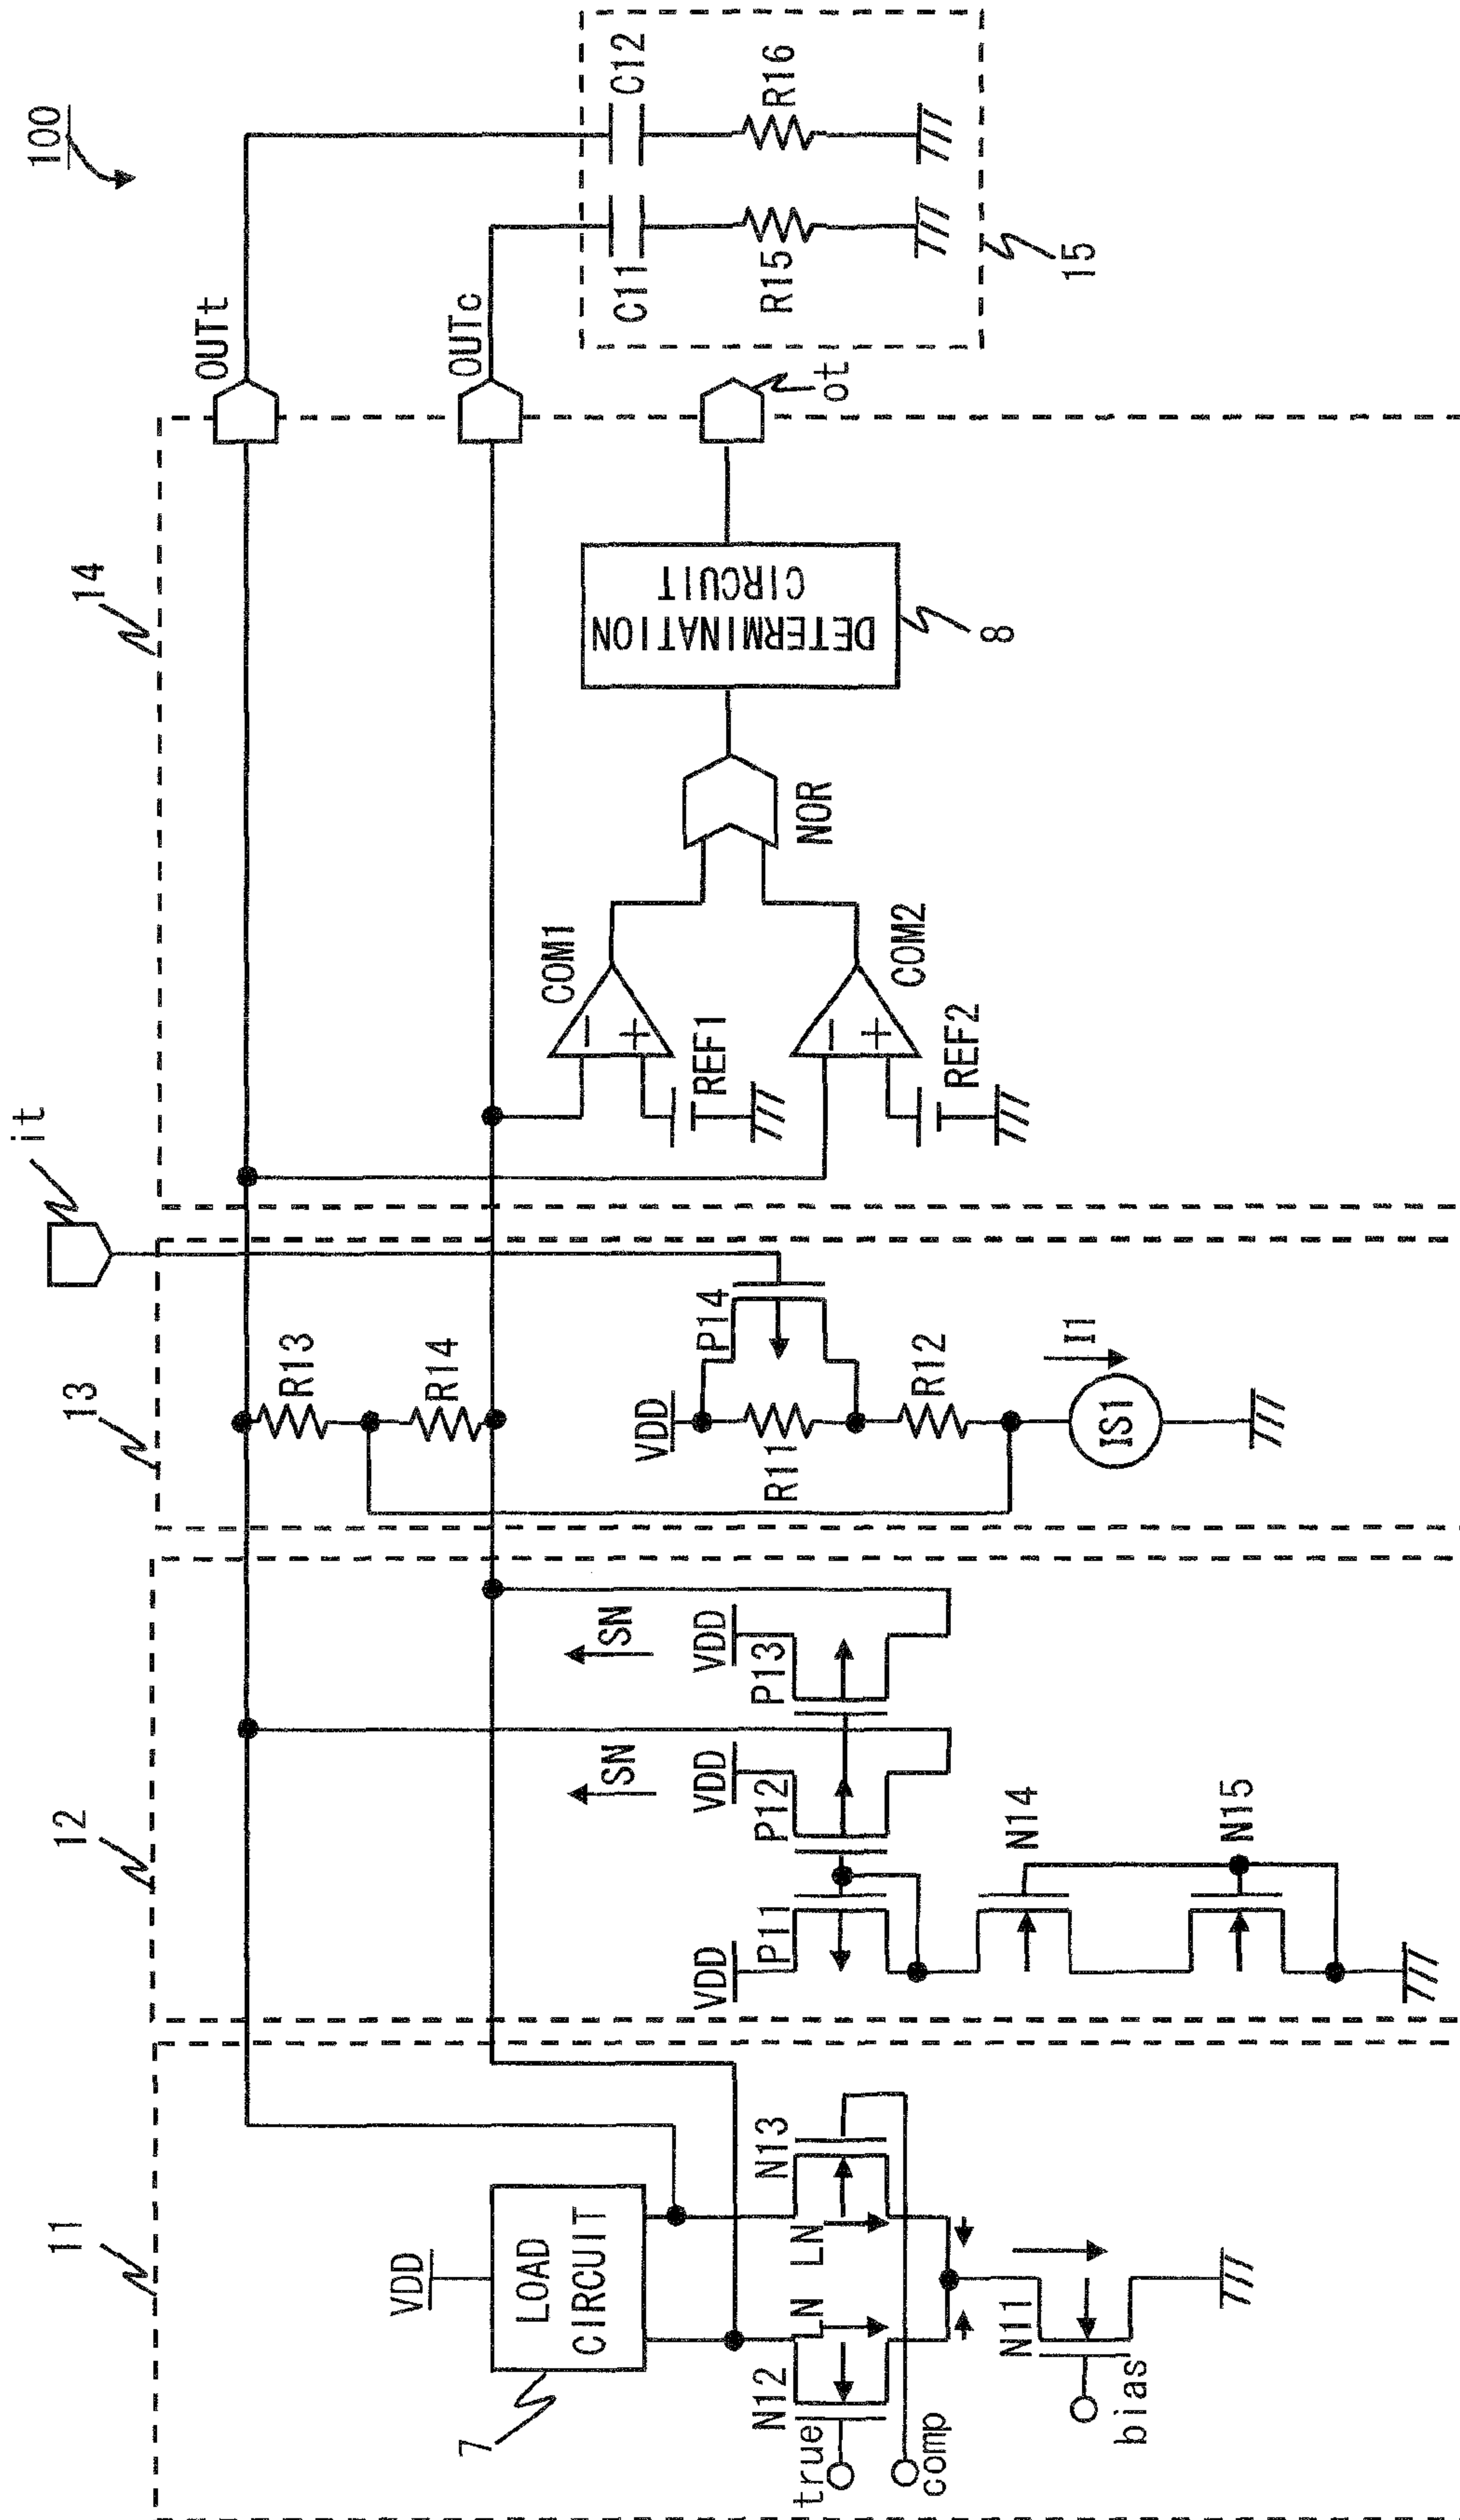 100
11
12
13
14
it
OUTt
OUTc
ot
VDD
LOAD
CIRCUIT
7
N12
LN
LN
N13
true
comp
N11
bias
SN
SN
VDD
P11
VDD
P12
VDD
P13
N14
N15
R13
R14
VDD
P14
R11
R12
IS1
I1
COM1
REF1
COM2
REF2
NOR
DETERMINATION
CIRCUIT
8
C11
C12
R15
R16
15